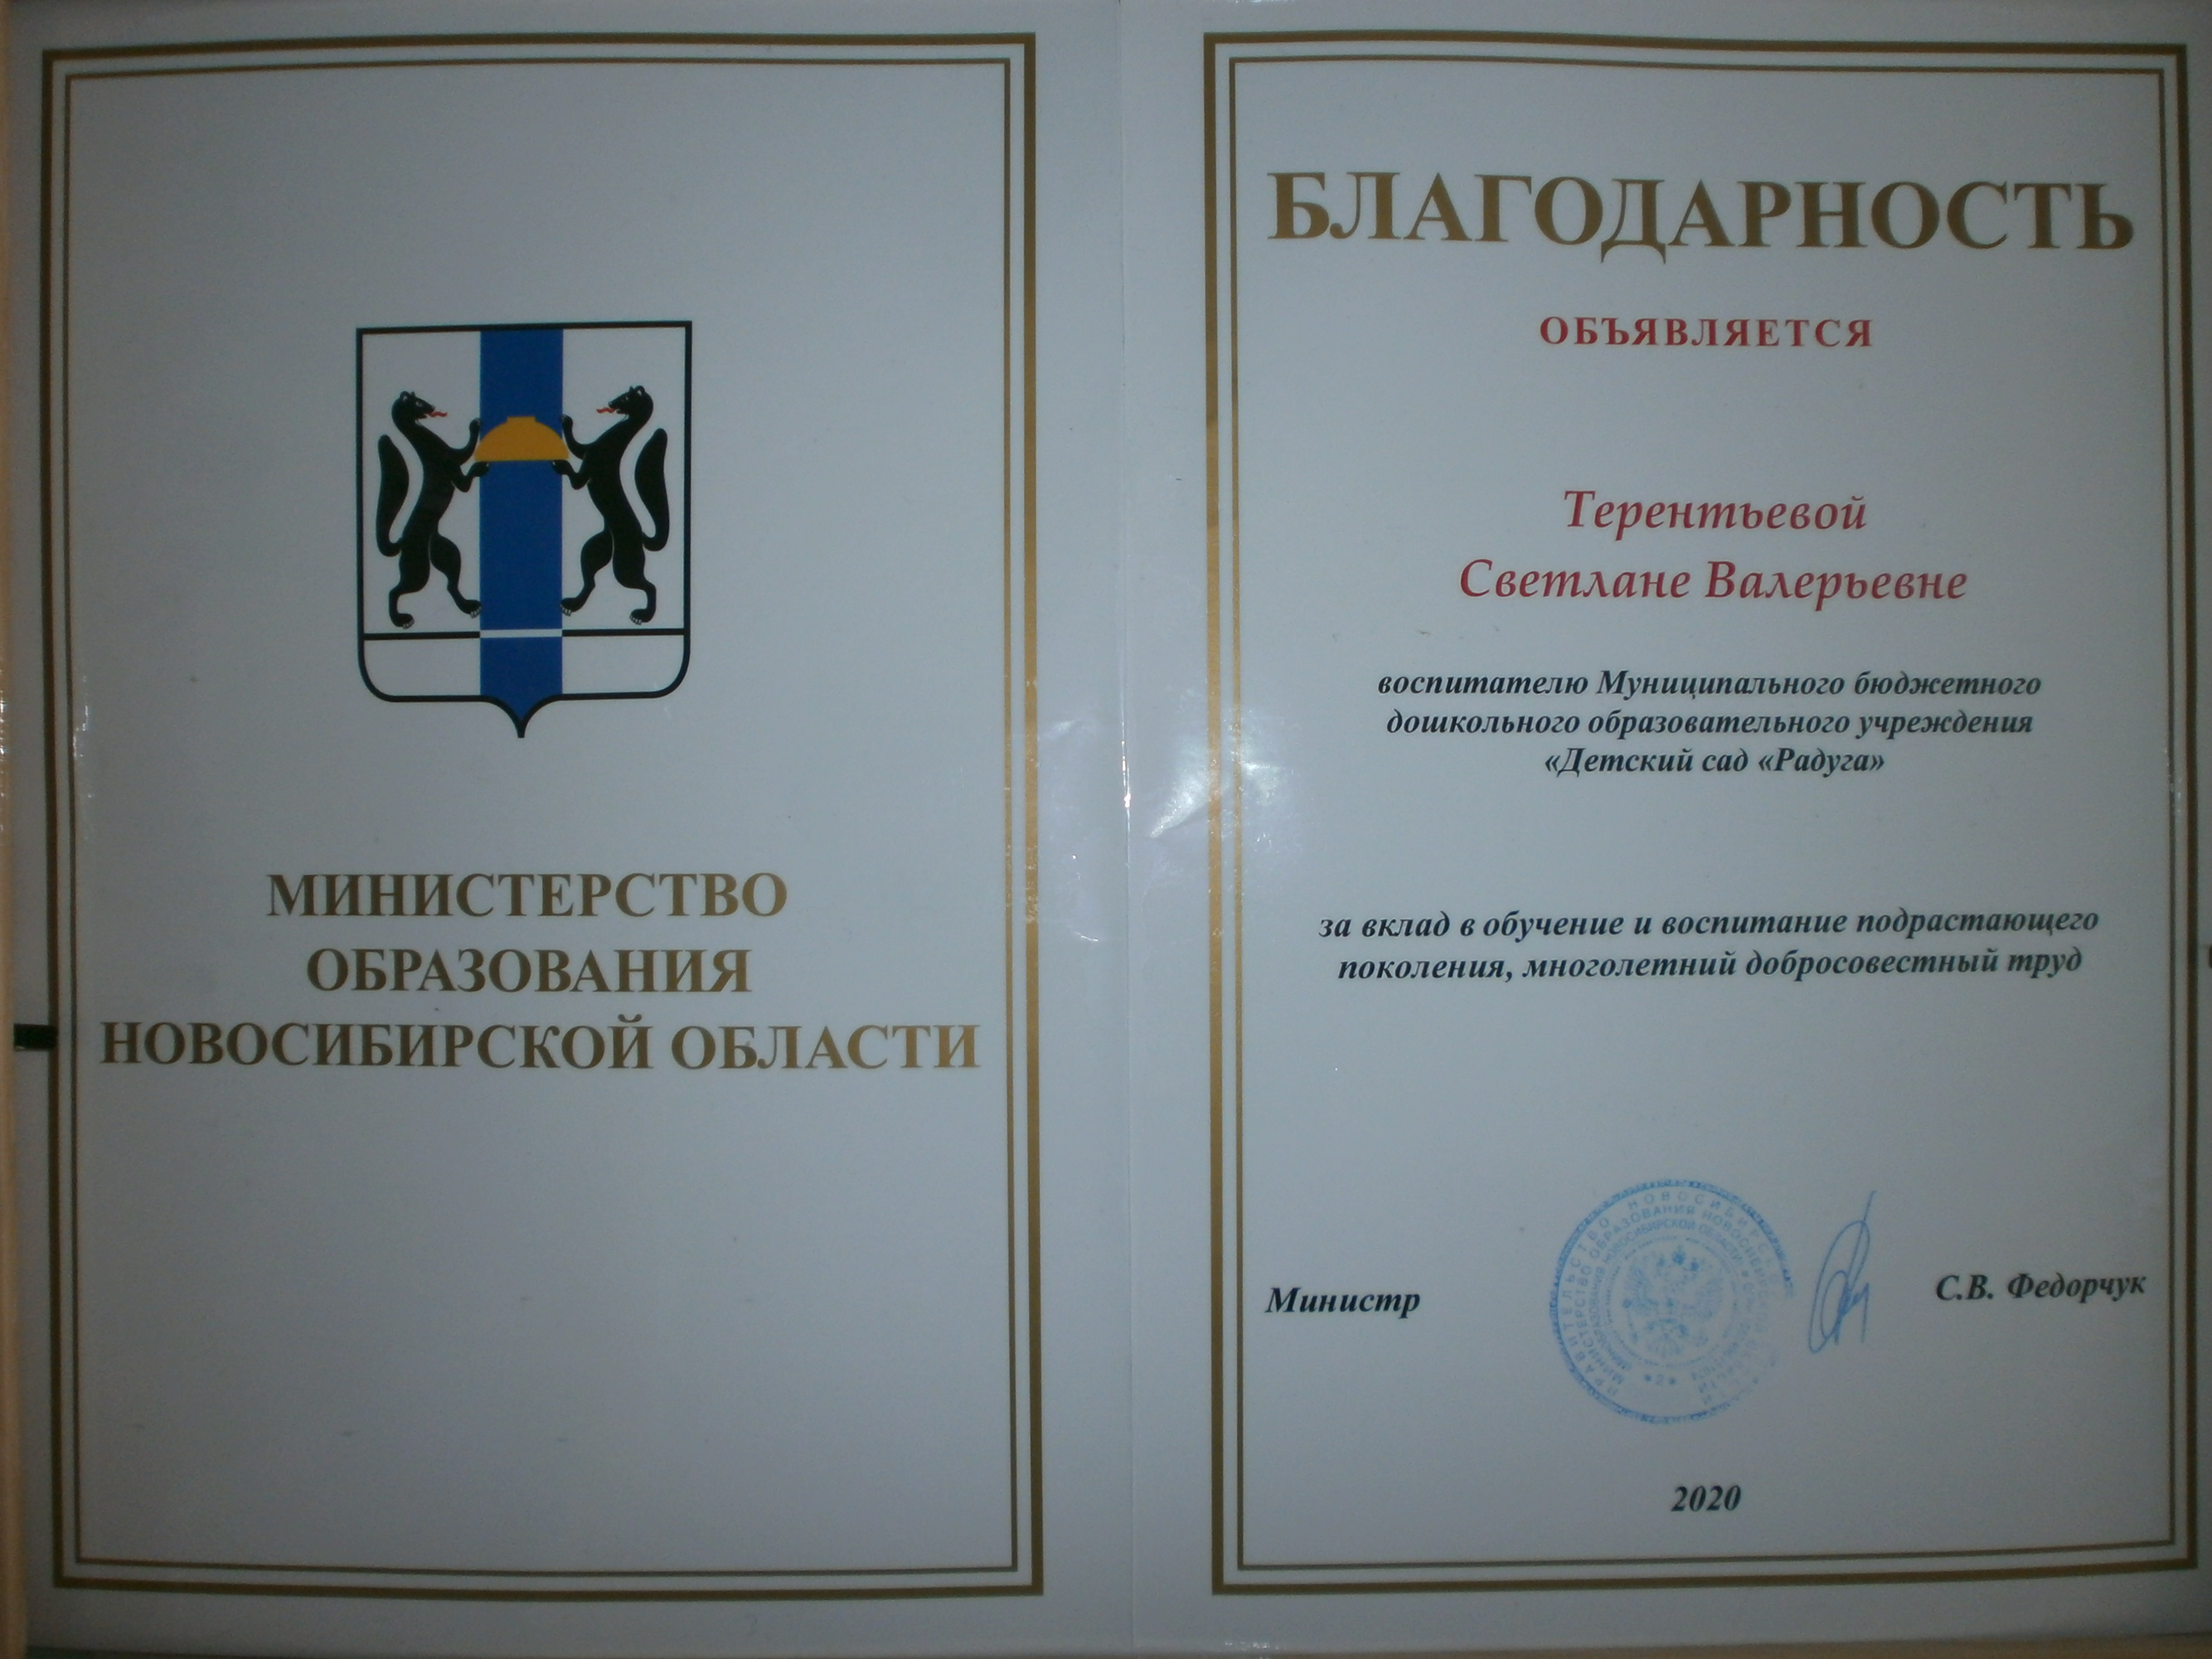 МИНИСТЕРСТВО
ОБРАЗОВАНИЯ
НОВОСИБИРСКОЙ ОБЛАСТИ
БЛАГОДАРНОСТЬ
ОБЪЯВЛЯЕТСЯ
Терентьевой
Светлане Валерьевне
воспитателю Муниципального бюджетного
дошкольного образовательного учреждения
«Детский сад «Радуга»
за вклад в обучение и воспитание подрастающего
поколения, многолетний добросовестный труд
Министр
С.В. Федорчук
2020